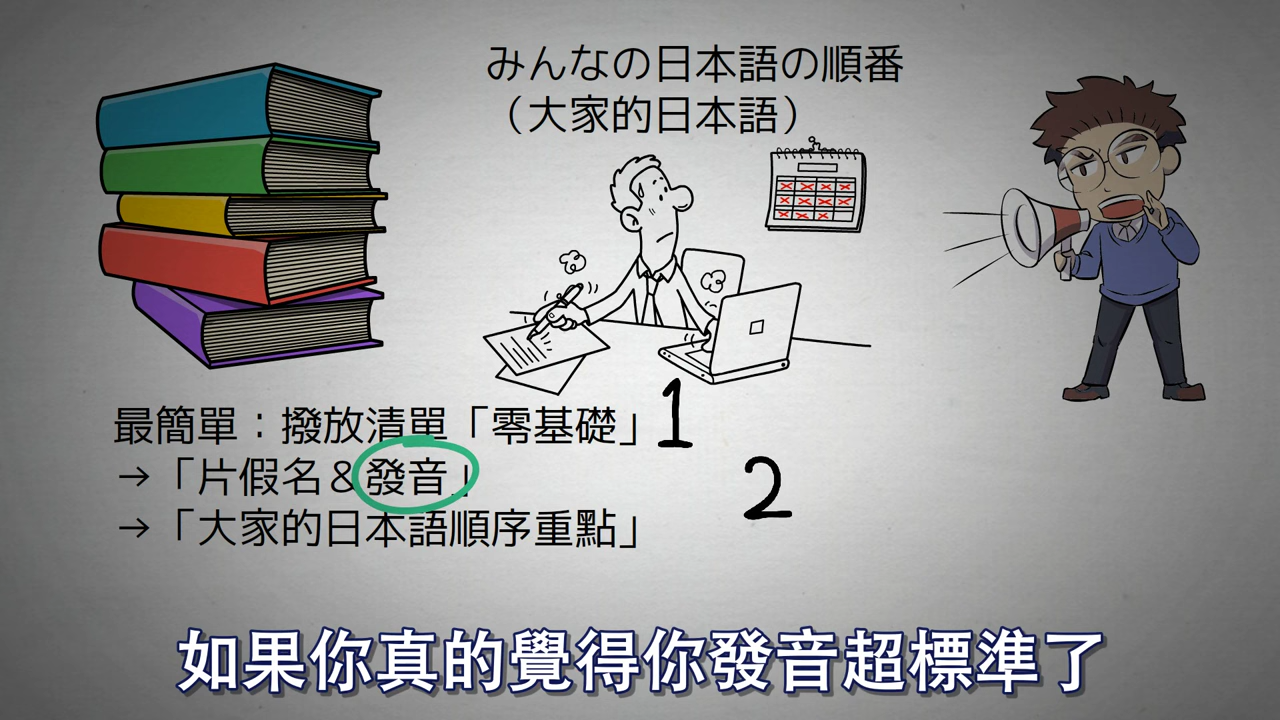 みんなの日本語の順番
（大家的日本語）
最簡單：撥放清單「零基礎」 1
→「片假名＆發音」
2
→「大家的日本語順序重點」
如果你真的覺得你發音超標準了